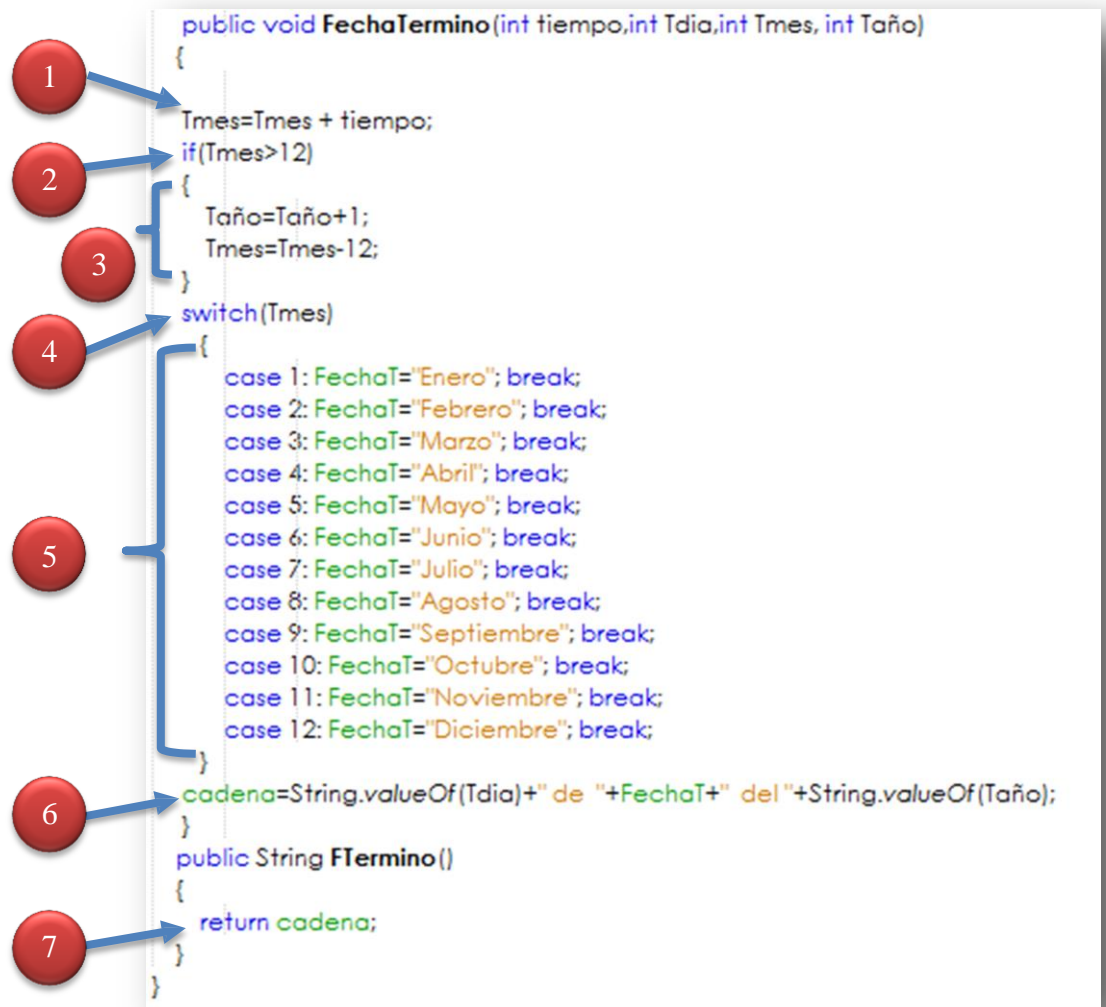 public void FechaTermino(int tiempo,int Tdia,int Tmes, int Taño)
{
1
Tmes=Tmes + tiempo;
2
if(Tmes>12)
{
3
Taño=Taño+1;
Tmes=Tmes-12;
}
4
switch(Tmes)
{
5
case 1: FechaT="Enero"; break;
case 2: FechaT="Febrero"; break;
case 3: FechaT="Marzo"; break;
case 4: FechaT="Abril"; break;
case 5: FechaT="Mayo"; break;
case 6: FechaT="Junio"; break;
case 7: FechaT="Julio"; break;
case 8: FechaT="Agosto"; break;
case 9: FechaT="Septiembre"; break;
case 10: FechaT="Octubre"; break;
case 11: FechaT="Noviembre"; break;
case 12: FechaT="Diciembre"; break;
}
6
cadena=String.valueOf(Tdia)+" de "+FechaT+" del "+String.valueOf(Taño);
}
public String FTermino()
{
7
return cadena;
}
}